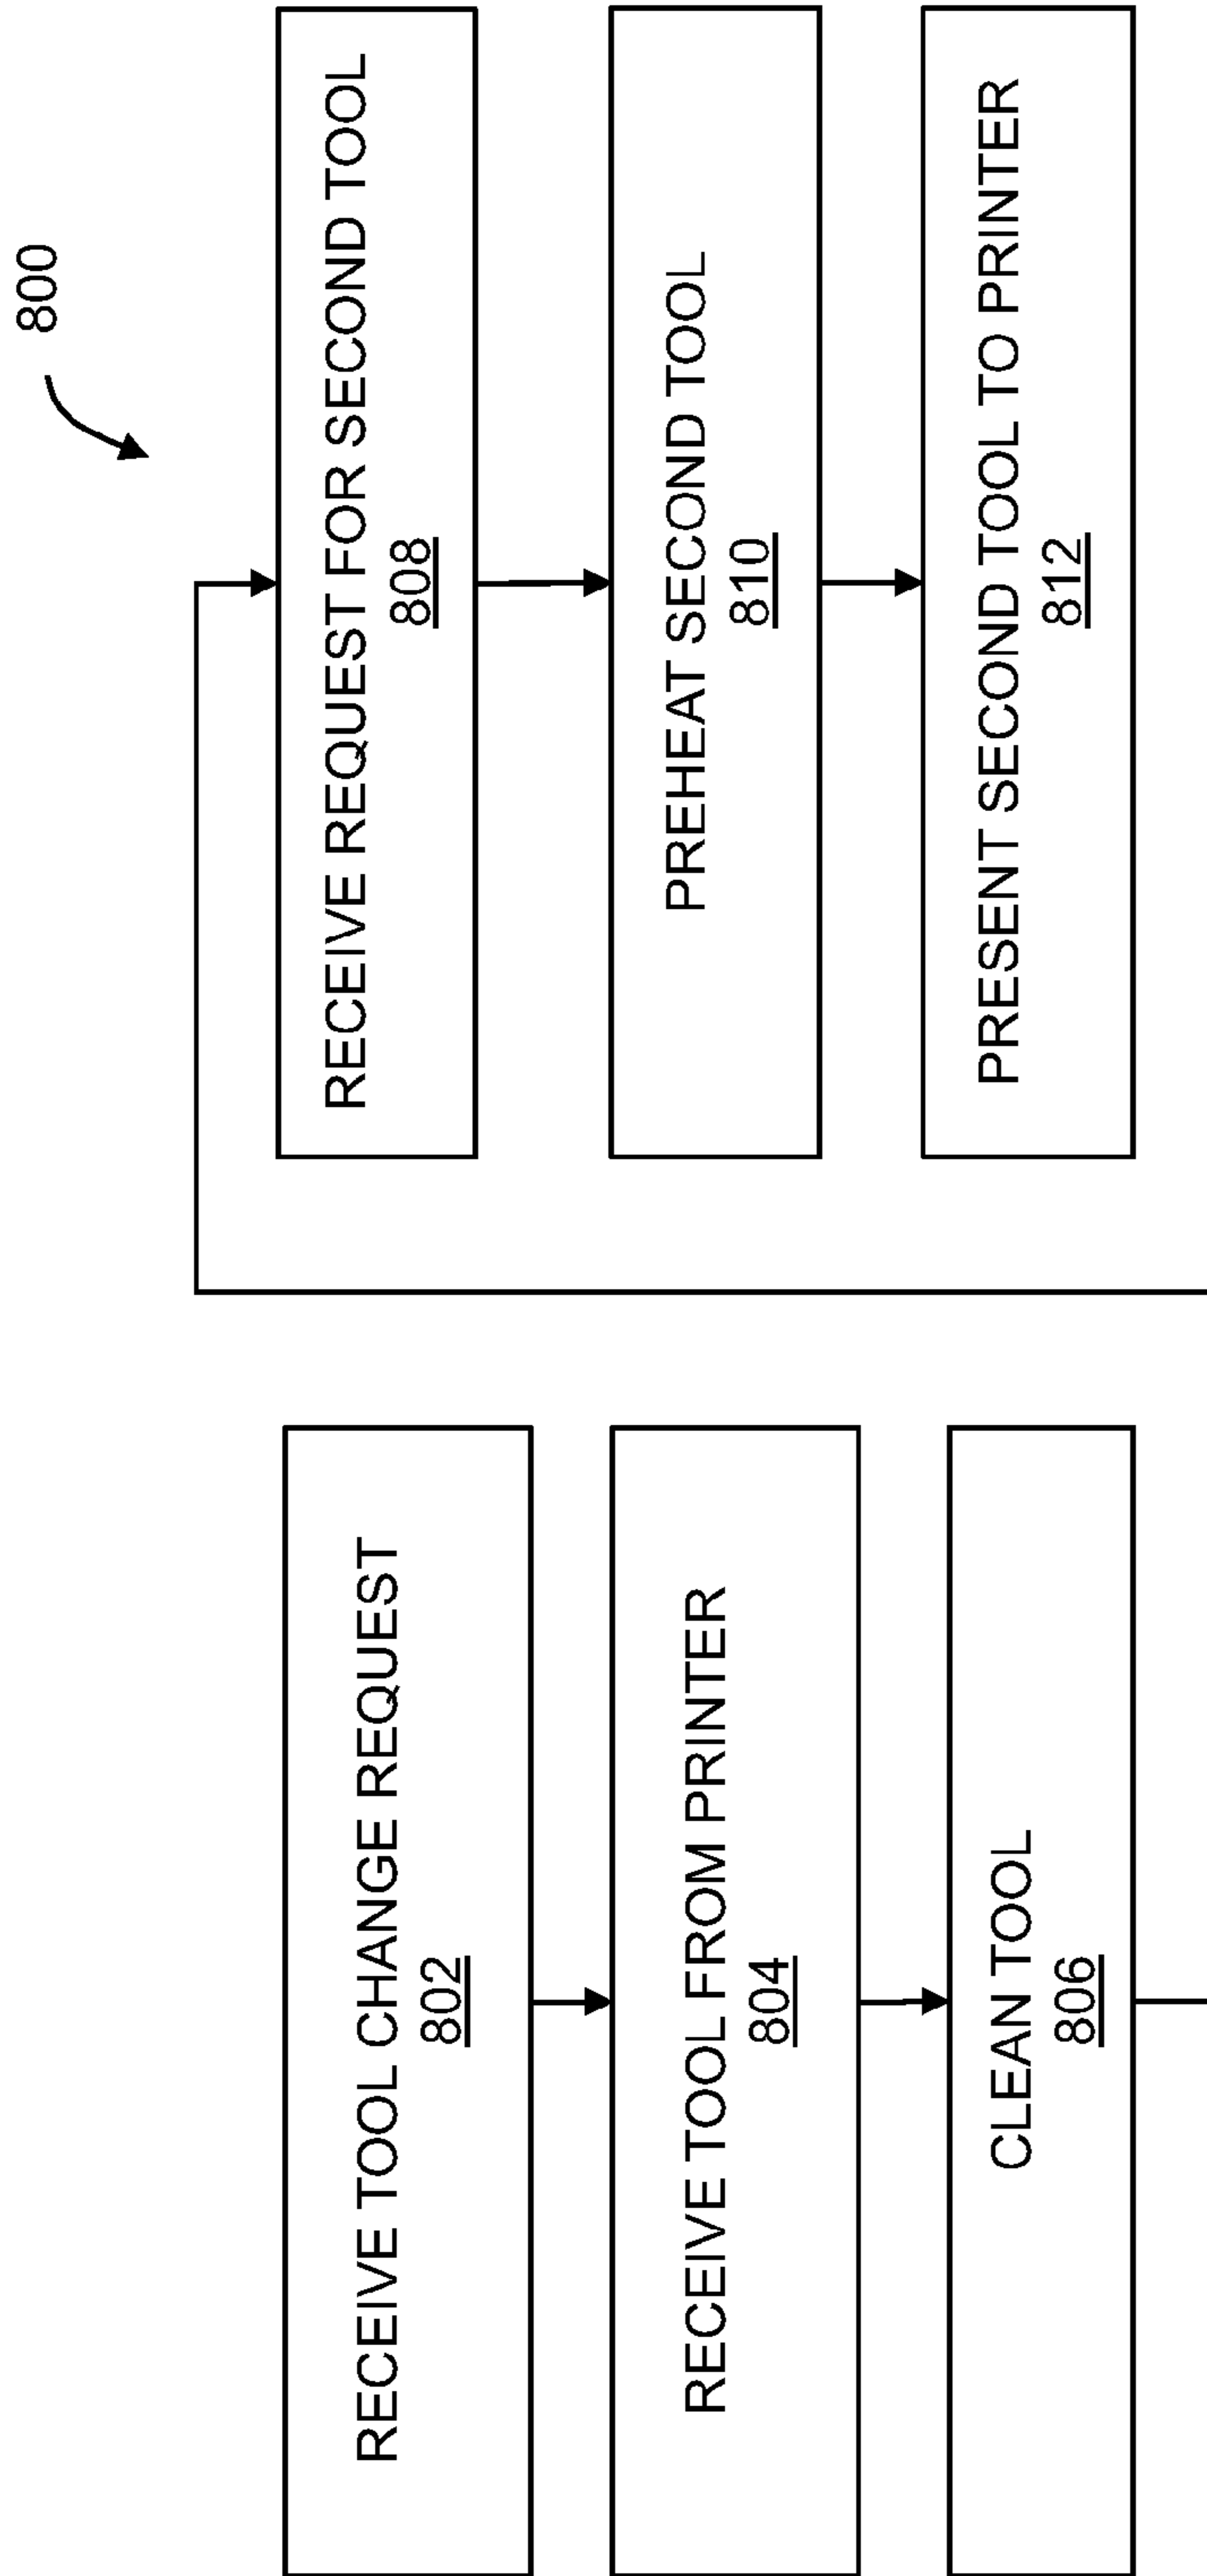 800
RECEIVE TOOL CHANGE REQUEST
802
RECEIVE TOOL FROM PRINTER
804
CLEAN TOOL
806
RECEIVE REQUEST FOR SECOND TOOL
808
PREHEAT SECOND TOOL
810
PRESENT SECOND TOOL TO PRINTER
812